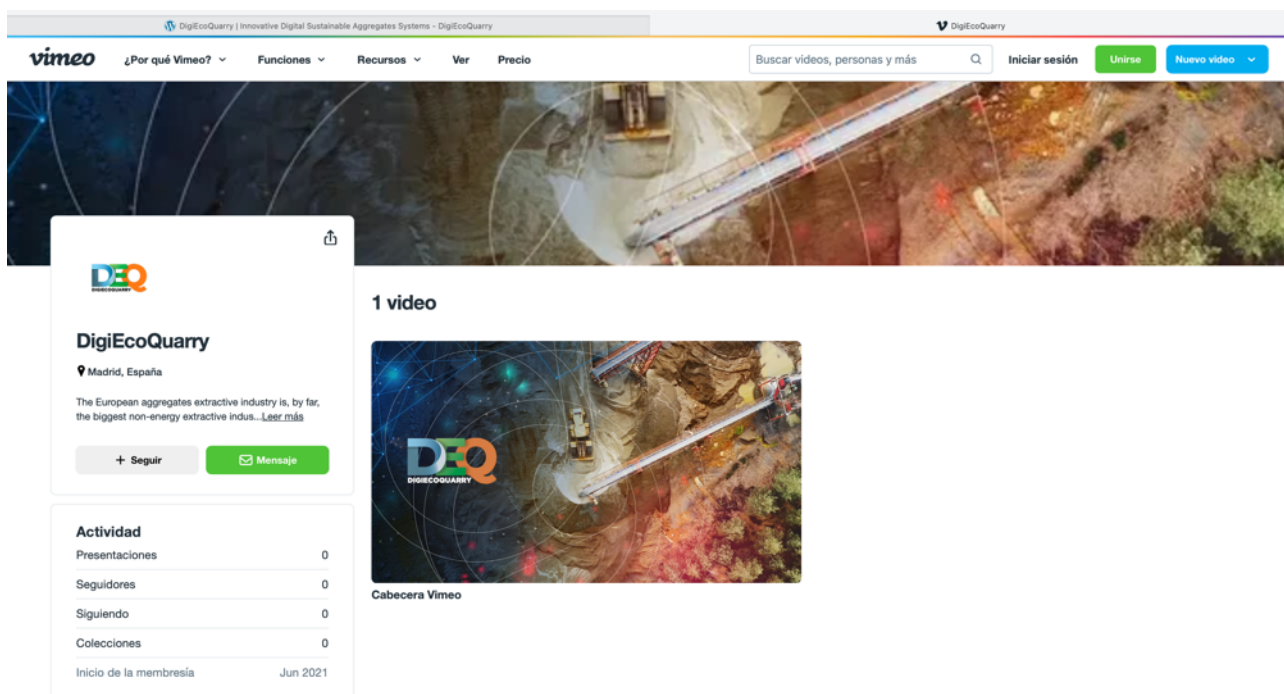 DigiEcoQuarry | Innovative Digital Sustainable Aggregates Systems - DigiEcoQuarry
DigiEcoQuarry
vimeo ¿Por qué Vimeo? Funciones Recursos Ver Precio Buscar videos, personas y más Iniciar sesión Unirse Nuevo video
DEQ
DIGIECOQUARRY
1 video
DigiEcoQuarry
Madrid, España
The European aggregates extractive industry is, by far,
the biggest non-energy extractive indus...Leer más
+ Seguir Mensaje
DEQ
DIGIECOQUARRY
Cabecera Vimeo
Actividad
Presentaciones 0
Seguidores 0
Siguiendo 0
Colecciones 0
Inicio de la membresía Jun 2021